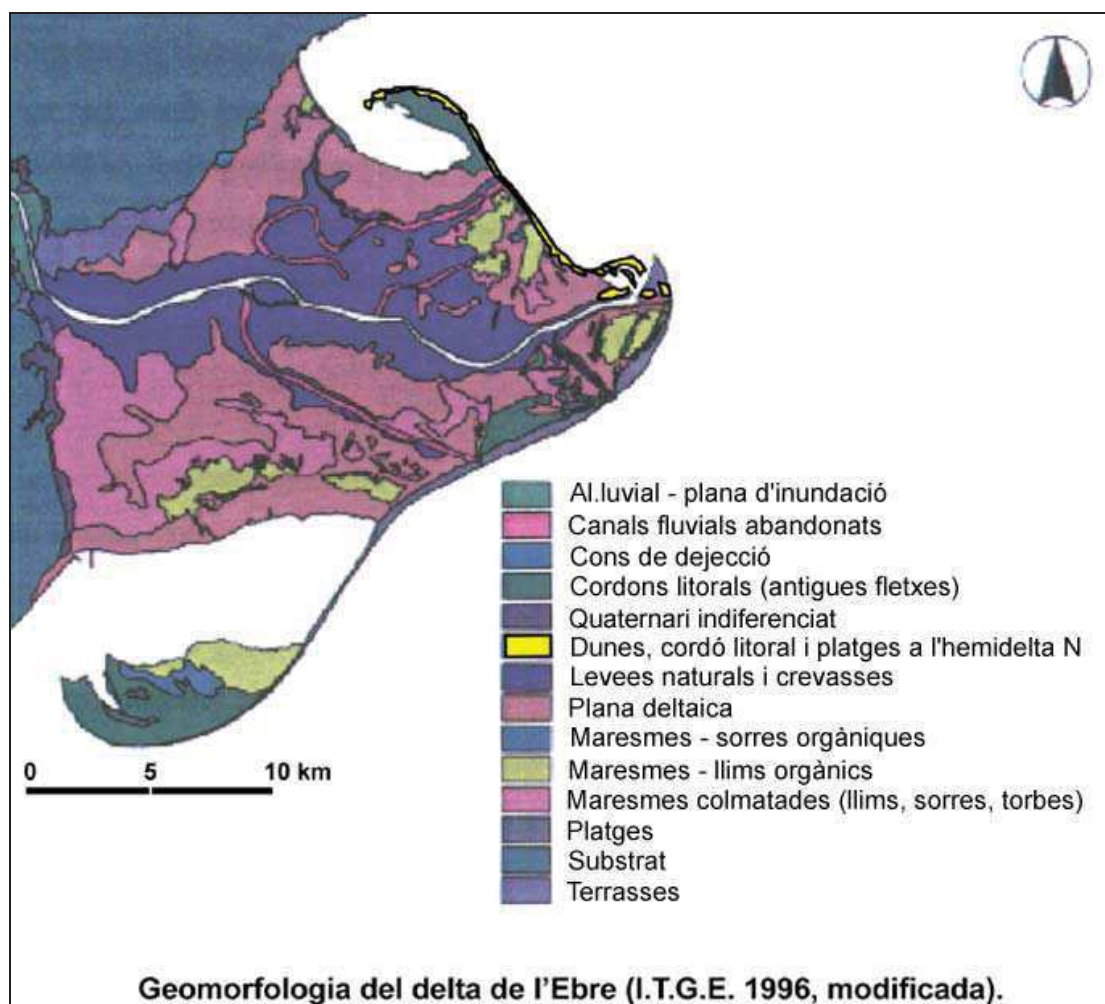 Al.luvial - plana d'inundació
Canals fluvials abandonats
Cons de dejecció
Cordons litorals (antigues fletxes)
Quaternari indiferenciat
Dunes, cordó litoral i platges a l'hemidelta N
Levees naturals i crevasses
Plana deltaica
Maresmes - sorres orgàniques
Maresmes - llims orgànics
Maresmes colmatades (llims, sorres, torbes)
Platges
Substrat
Terrasses
0 5 10 km
Geomorfologia del delta de l'Ebre (I.T.G.E. 1996, modificada).